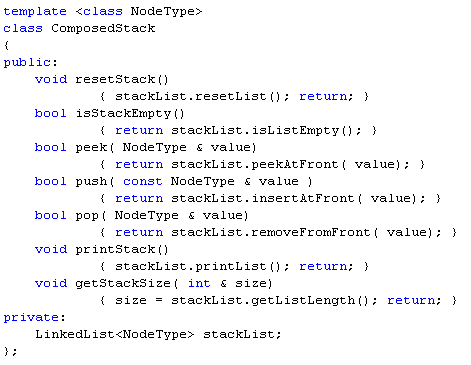 template <class NodeType>
class ComposedStack
{
public:
    void resetStack()
            { stackList.resetList(); return; }
    bool isStackEmpty()
            { return stackList.isListEmpty(); }
    bool peek( NodeType & value)
            { return stackList.peekAtFront( value); }
    bool push( const NodeType & value )
            { return stackList.insertAtFront( value); }
    bool pop( NodeType & value)
            { return stackList.removeFromFront( value); }
    void printStack()
            { stackList.printList(); return; }
    void getStackSize( int & size)
            { size = stackList.getListLength(); return; }
private:
    LinkedList<NodeType> stackList;
};